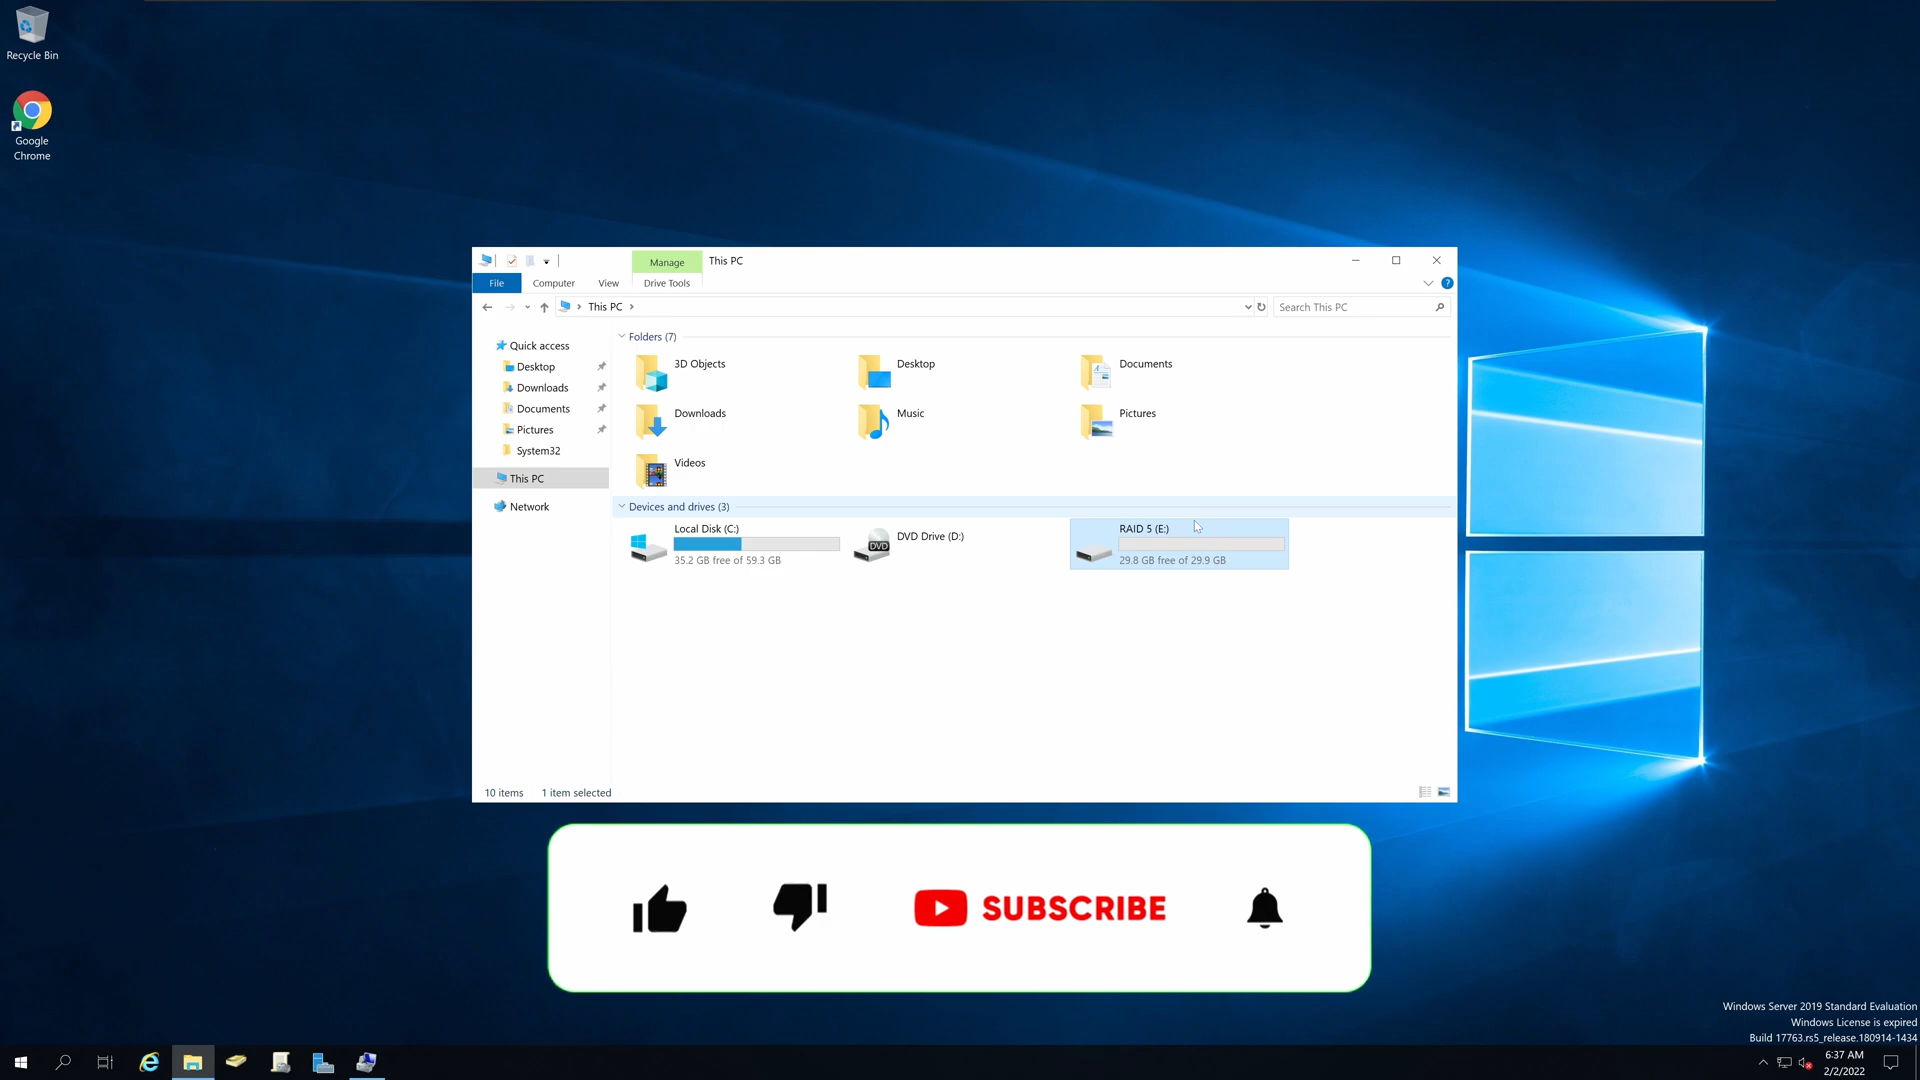 Recycle Bin
Google
Chrome
Manage
This PC
File
Computer
View
Drive Tools
This PC
Search This PC
Quick access
Desktop
Downloads
Documents
Pictures
System32
This PC
Network
Folders (7)
3D Objects
Desktop
Documents
Downloads
Music
Pictures
Videos
Devices and drives (3)
Local Disk (C:)
35.2 GB free of 59.3 GB
DVD
DVD Drive (D:)
RAID 5 (E:)
29.8 GB free of 29.9 GB
10 items
1 item selected
SUBSCRIBE
Windows Server 2019 Standard Evaluation
Windows License is expired
Build 17763.rs5_release.180914-1434
6:37 AM
2/2/2022